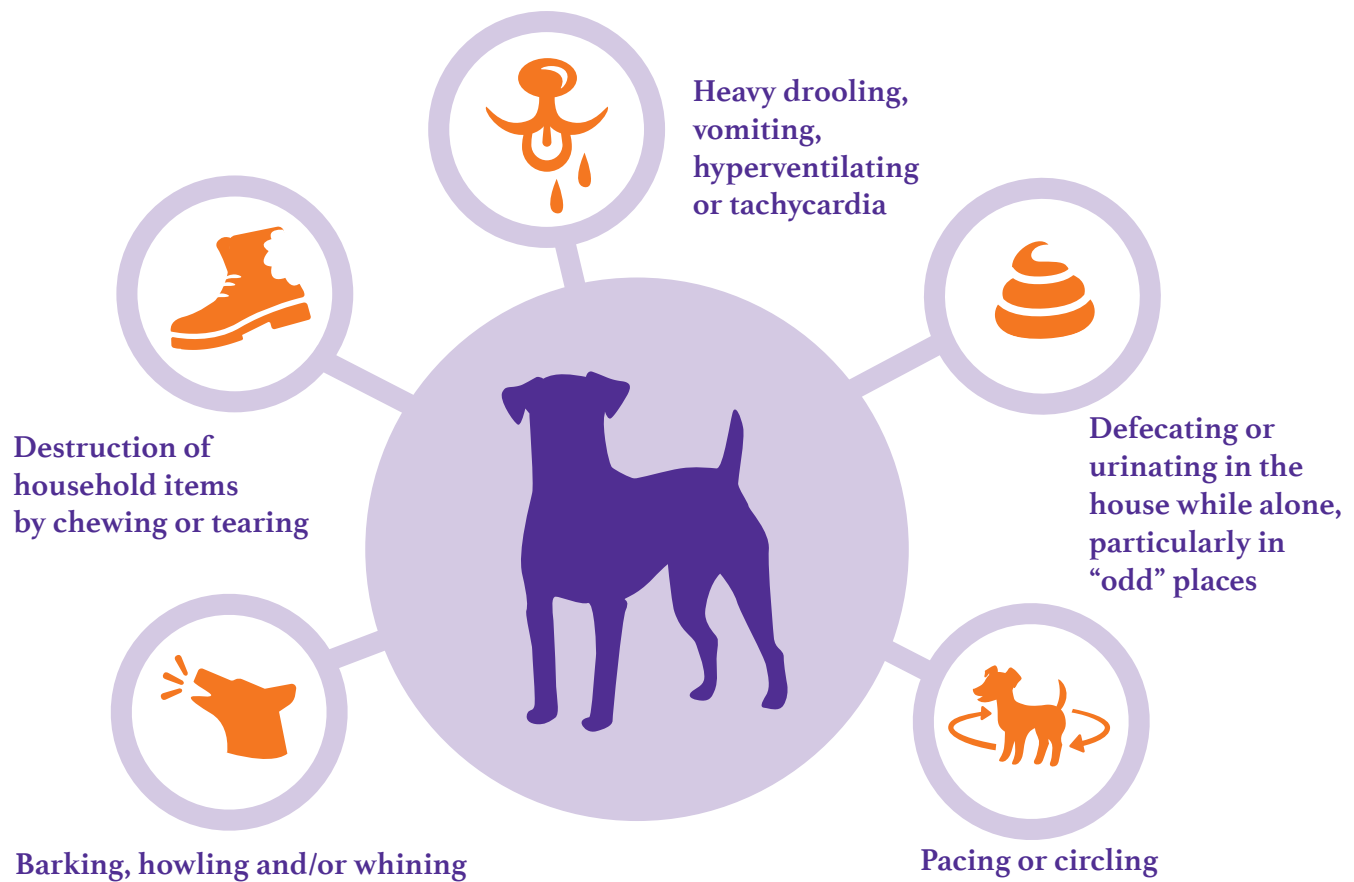 Heavy drooling,
vomiting,
hyperventilating
or tachycardia
Destruction of
household items
by chewing or tearing
Defecating or
urinating in the
house while alone,
particularly in
“odd” places
Barking, howling and/or whining
Pacing or circling